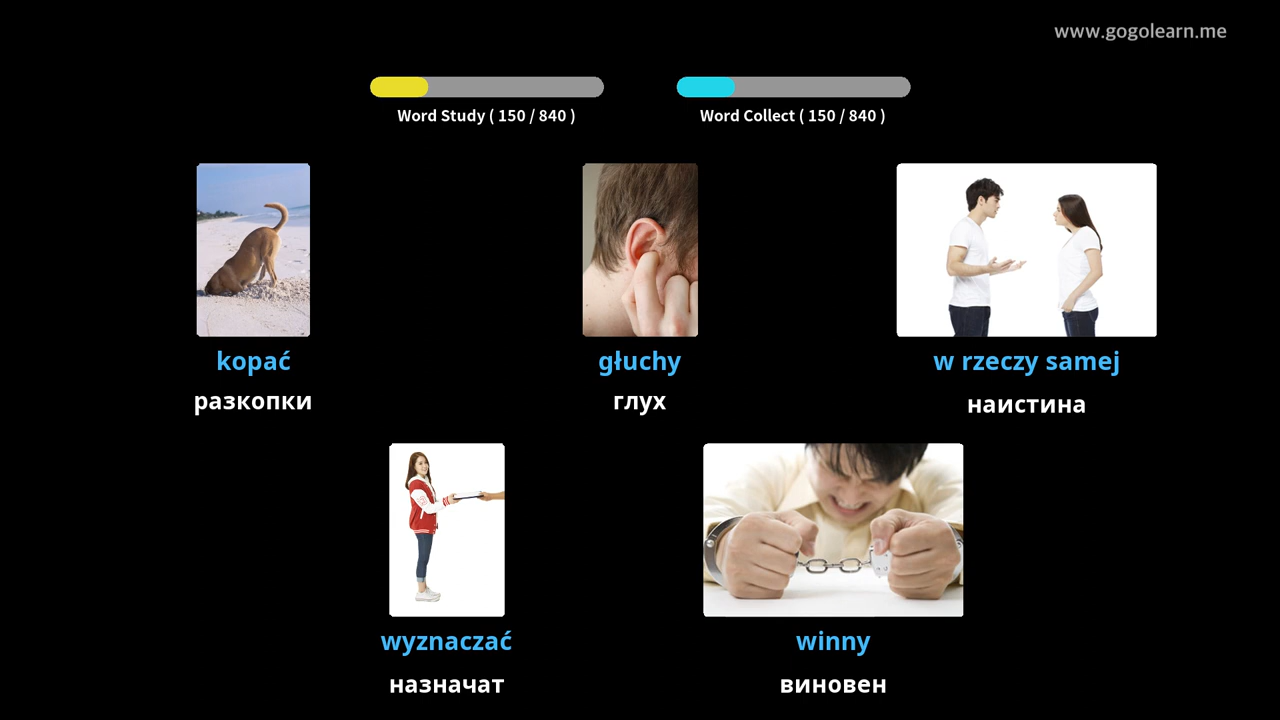 www.gogolearn.me
Word Study ( 150 / 840 )
Word Collect ( 150 / 840 )
kopać
разкопки
głuchy
глух
w rzeczy samej
наистина
wyznaczać
назначат
winny
виновен